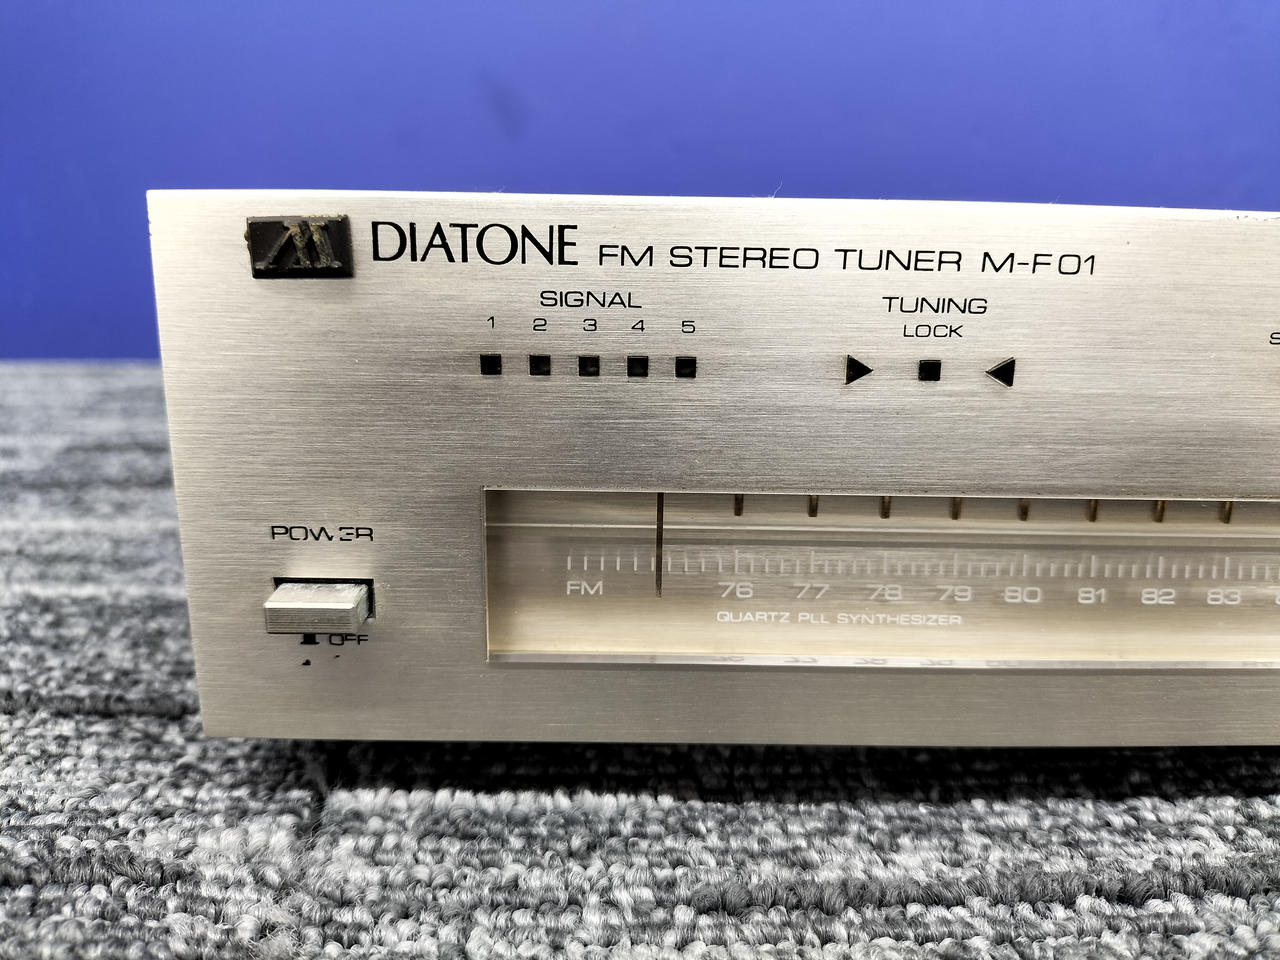 DIATONE FM STEREO TUNER M-F01
SIGNAL
1 2 3 4 5
TUNING
LOCK
POWER
OFF
FM 76 77 78 79 80 81 82 83
QUARTZ PLL SYNTHESIZER